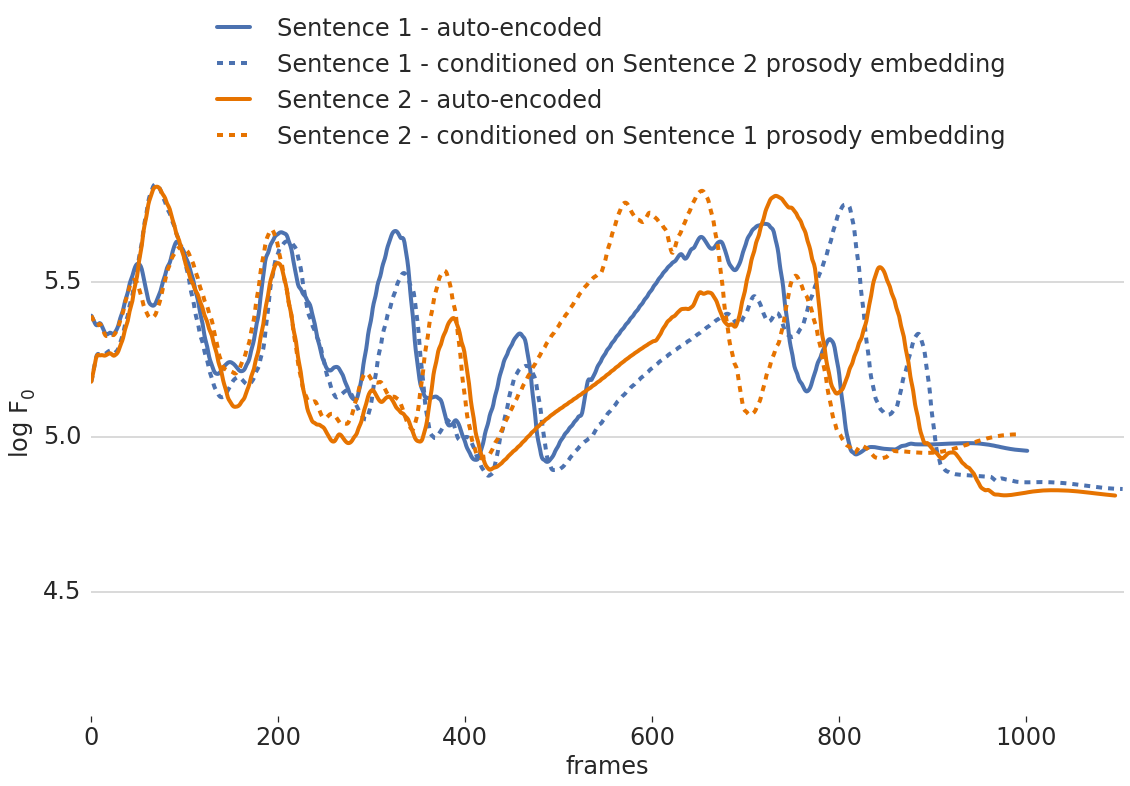 Sentence 1 - auto-encoded
Sentence 1 - conditioned on Sentence 2 prosody embedding
Sentence 2 - auto-encoded
Sentence 2 - conditioned on Sentence 1 prosody embedding
5.5
5.0
4.5
log F₀
0 200 400 600 800 1000
frames